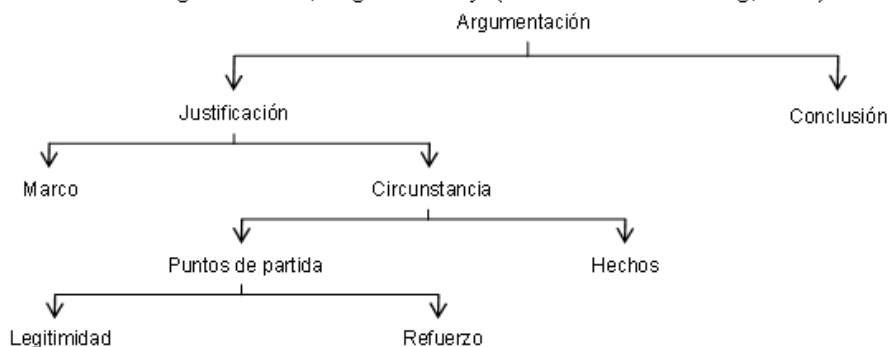 Argumentación
Justificación
Conclusión
Marco
Circunstancia
Puntos de partida
Hechos
Legitimidad
Refuerzo